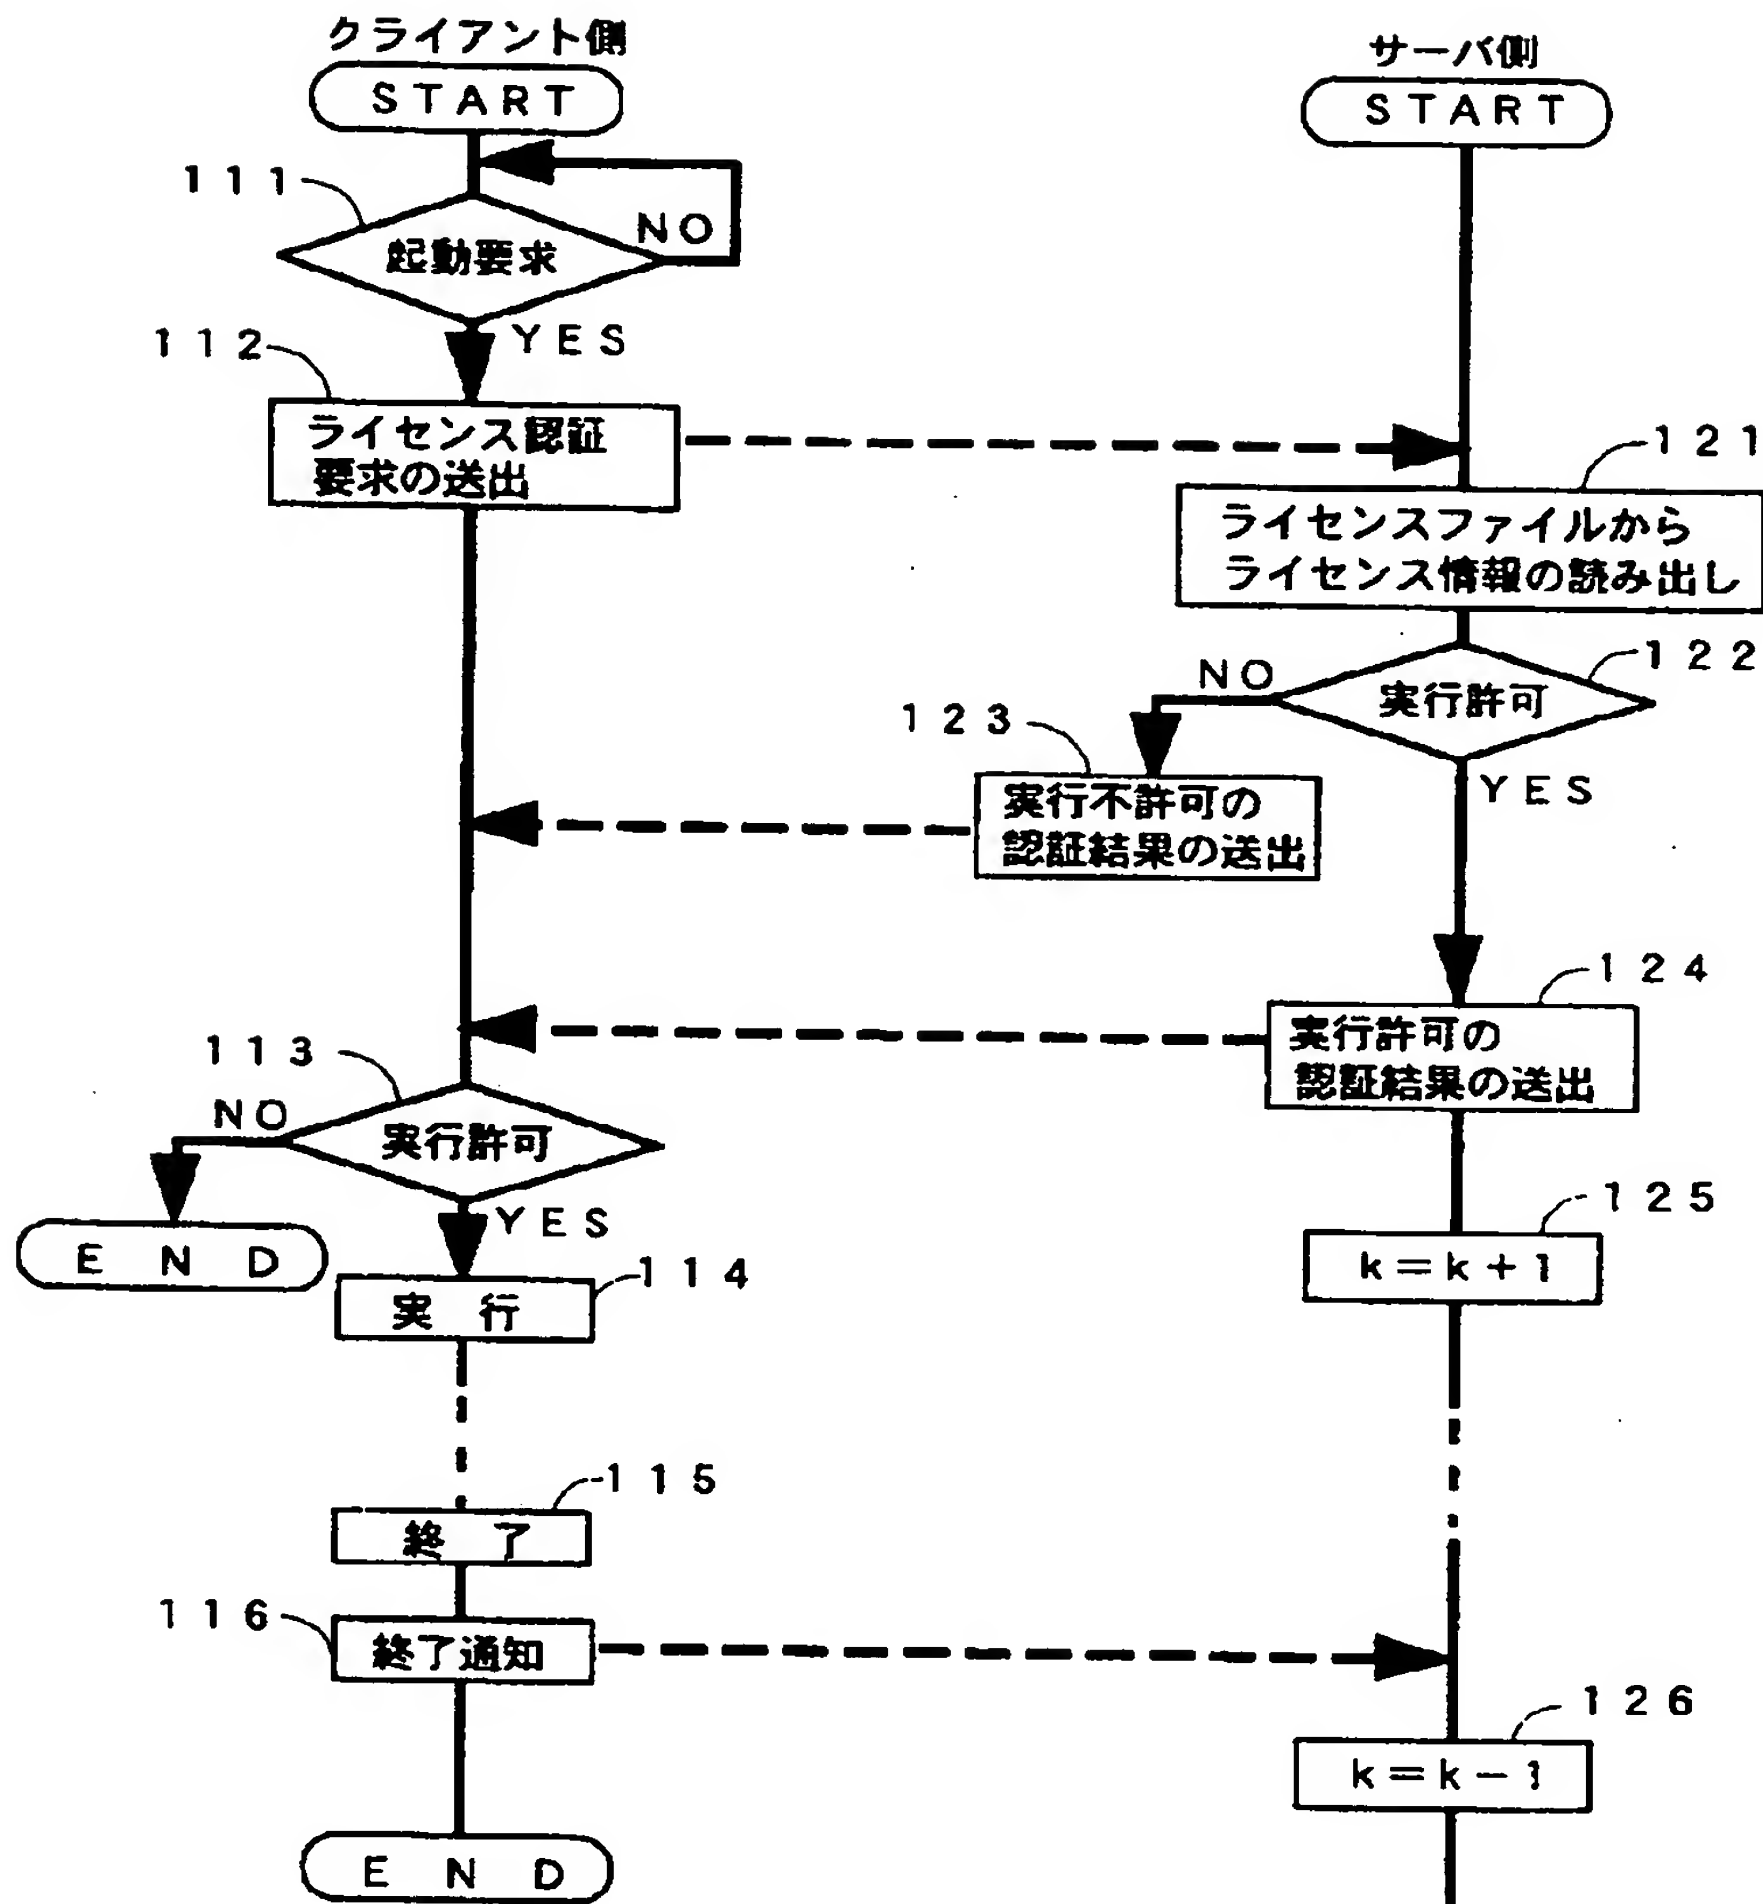 クライアント側
START
111
起動要求
NO
YES
112
ライセンス認証
要求の送出
サーバ側
START
121
ライセンスファイルから
ライセンス情報の読み出し
122
実行許可
NO
YES
123
実行不許可の
認証結果の送出
124
実行許可の
認証結果の送出
125
k=k+1
113
実行許可
NO
END
YES
114
実行
115
終了
116
終了通知
END
126
k=k-1